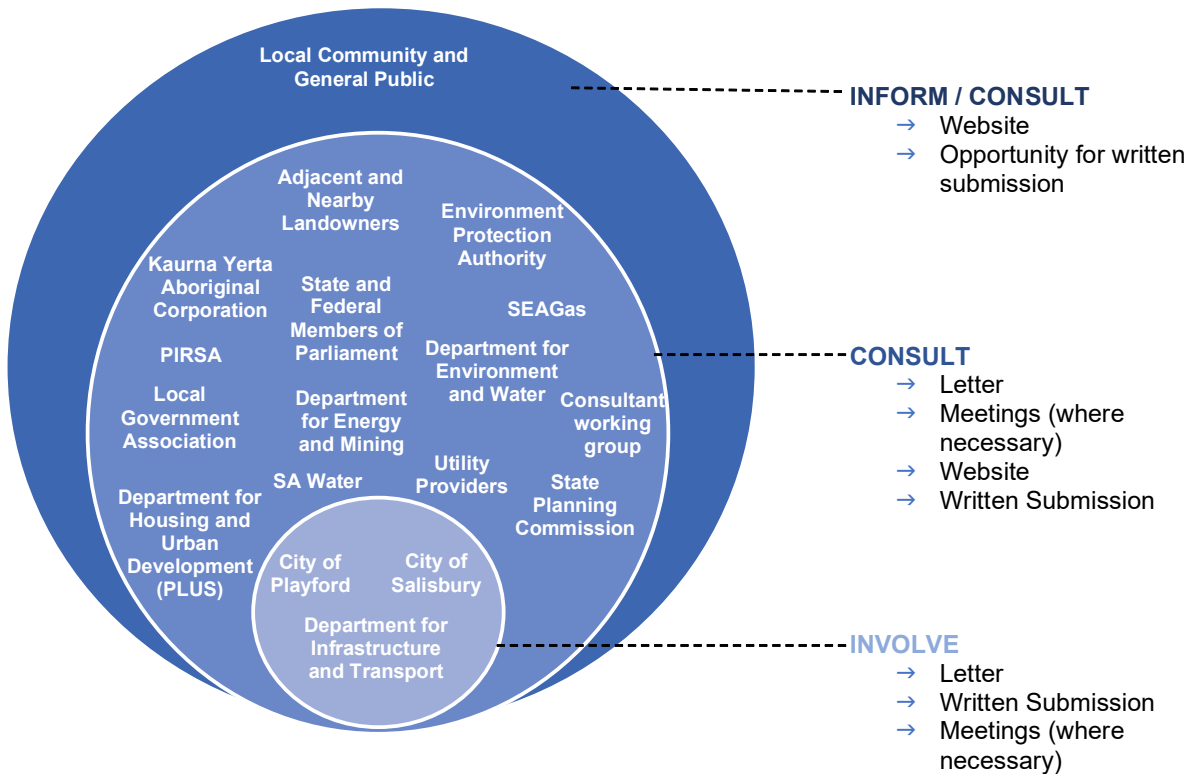 Local Community and
General Public
Adjacent and
Nearby
Landowners
Environment
Protection
Authority
Kaurna Yerta
Aboriginal
Corporation
State and
Federal
Members of
Parliament
SEAGas
PIRSA
Department for
Environment
and Water
Local
Government
Association
Department
for Energy
and Mining
Consultant
working
group
SA Water
Utility
Providers
State
Planning
Commission
Department for
Housing and
Urban
Development
(PLUS)
City of
Playford
City of
Salisbury
Department for
Infrastructure
and Transport
INFORM / CONSULT
→ Website
→ Opportunity for written
submission
CONSULT
→ Letter
→ Meetings (where
necessary)
→ Website
→ Written Submission
INVOLVE
→ Letter
→ Written Submission
→ Meetings (where
necessary)